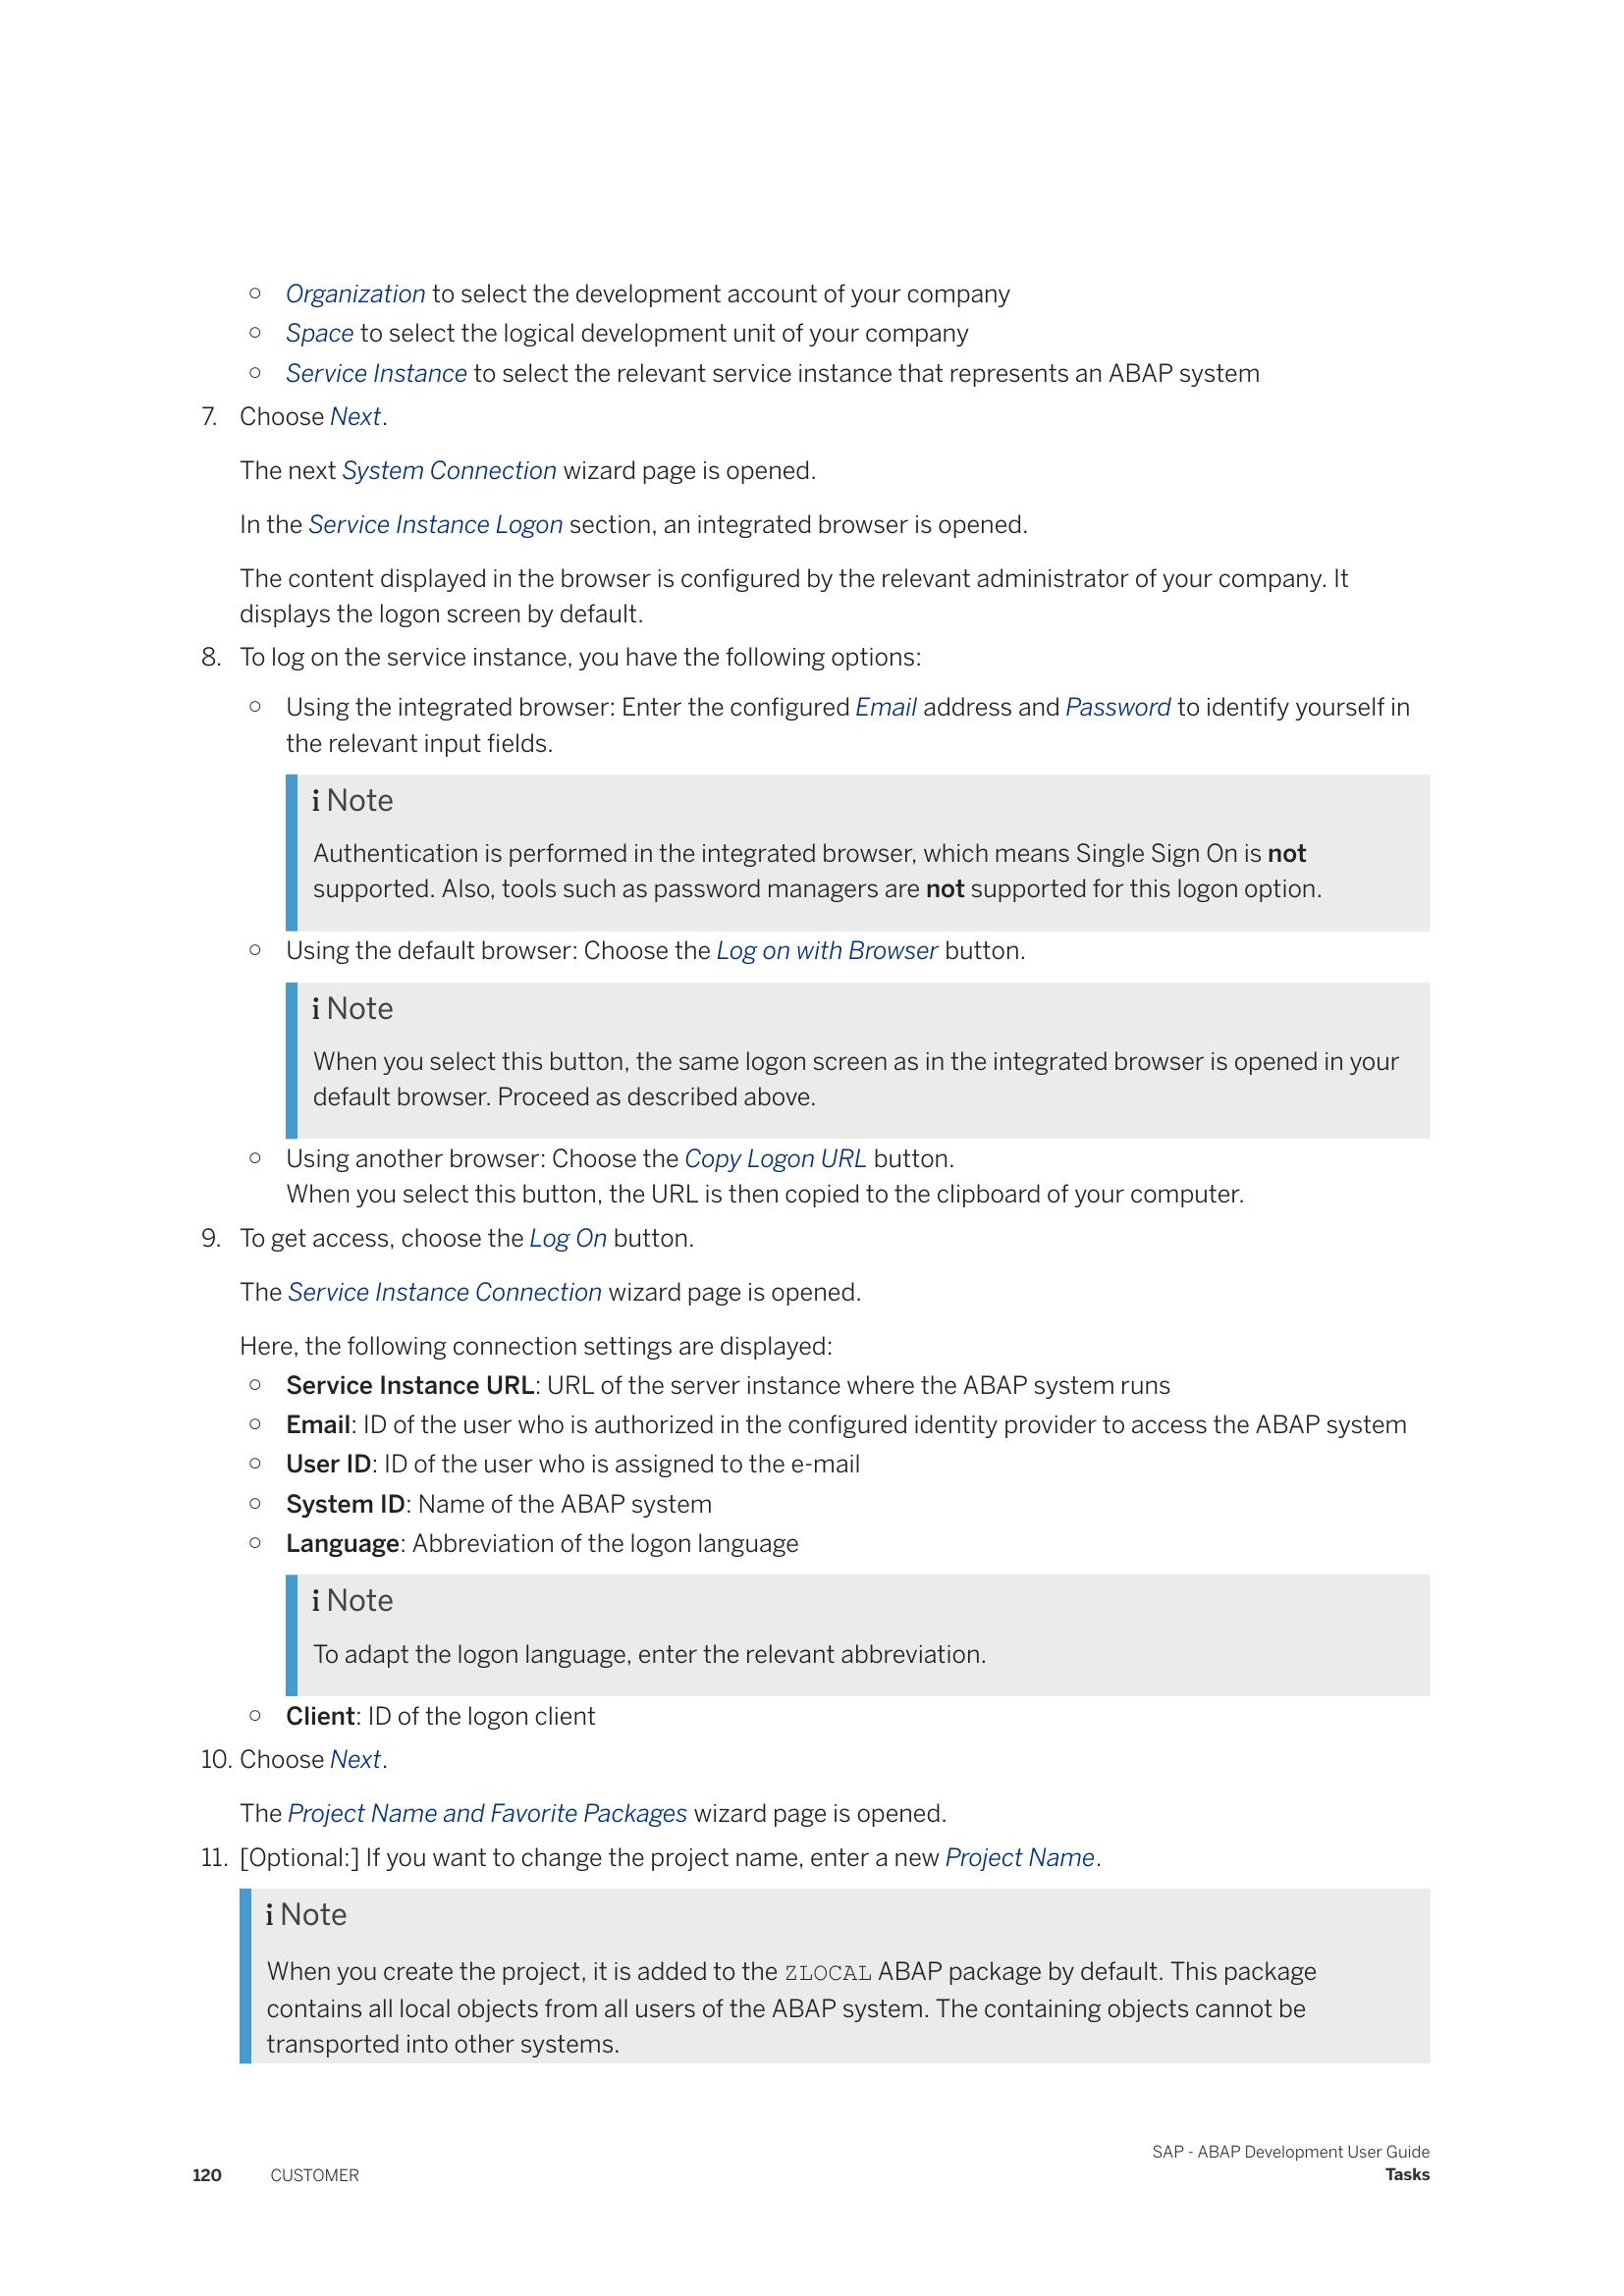 ○ Organization to select the development account of your company
○ Space to select the logical development unit of your company
○ Service Instance to select the relevant service instance that represents an ABAP system
7. Choose Next.
The next System Connection wizard page is opened.
In the Service Instance Logon section, an integrated browser is opened.
The content displayed in the browser is configured by the relevant administrator of your company. It
displays the logon screen by default.
8. To log on the service instance, you have the following options:
○ Using the integrated browser: Enter the configured Email address and Password to identify yourself in
the relevant input fields.
i Note
Authentication is performed in the integrated browser, which means Single Sign On is not
supported. Also, tools such as password managers are not supported for this logon option.
○ Using the default browser: Choose the Log on with Browser button.
i Note
When you select this button, the same logon screen as in the integrated browser is opened in your
default browser. Proceed as described above.
○ Using another browser: Choose the Copy Logon URL button.
When you select this button, the URL is then copied to the clipboard of your computer.
9. To get access, choose the Log On button.
The Service Instance Connection wizard page is opened.
Here, the following connection settings are displayed:
○ Service Instance URL: URL of the server instance where the ABAP system runs
○ Email: ID of the user who is authorized in the configured identity provider to access the ABAP system
○ User ID: ID of the user who is assigned to the e-mail
○ System ID: Name of the ABAP system
○ Language: Abbreviation of the logon language
i Note
To adapt the logon language, enter the relevant abbreviation.
○ Client: ID of the logon client
10. Choose Next.
The Project Name and Favorite Packages wizard page is opened.
11. [Optional:] If you want to change the project name, enter a new Project Name.
i Note
When you create the project, it is added to the ZLOCAL ABAP package by default. This package
contains all local objects from all users of the ABAP system. The containing objects cannot be
transported into other systems.
SAP - ABAP Development User Guide
120 CUSTOMER Tasks